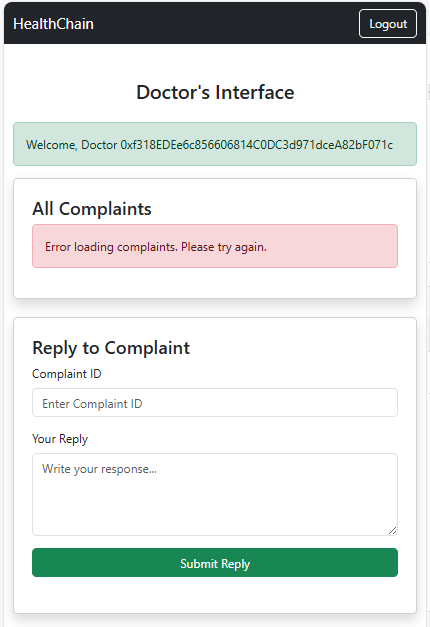 HealthChain
Logout
Doctor's Interface
Welcome, Doctor 0xf318EDEe6c856606814C0DC3d971dceA82bF071c
All Complaints
Error loading complaints. Please try again.
Reply to Complaint
Complaint ID
Enter Complaint ID
Your Reply
Write your response...
Submit Reply